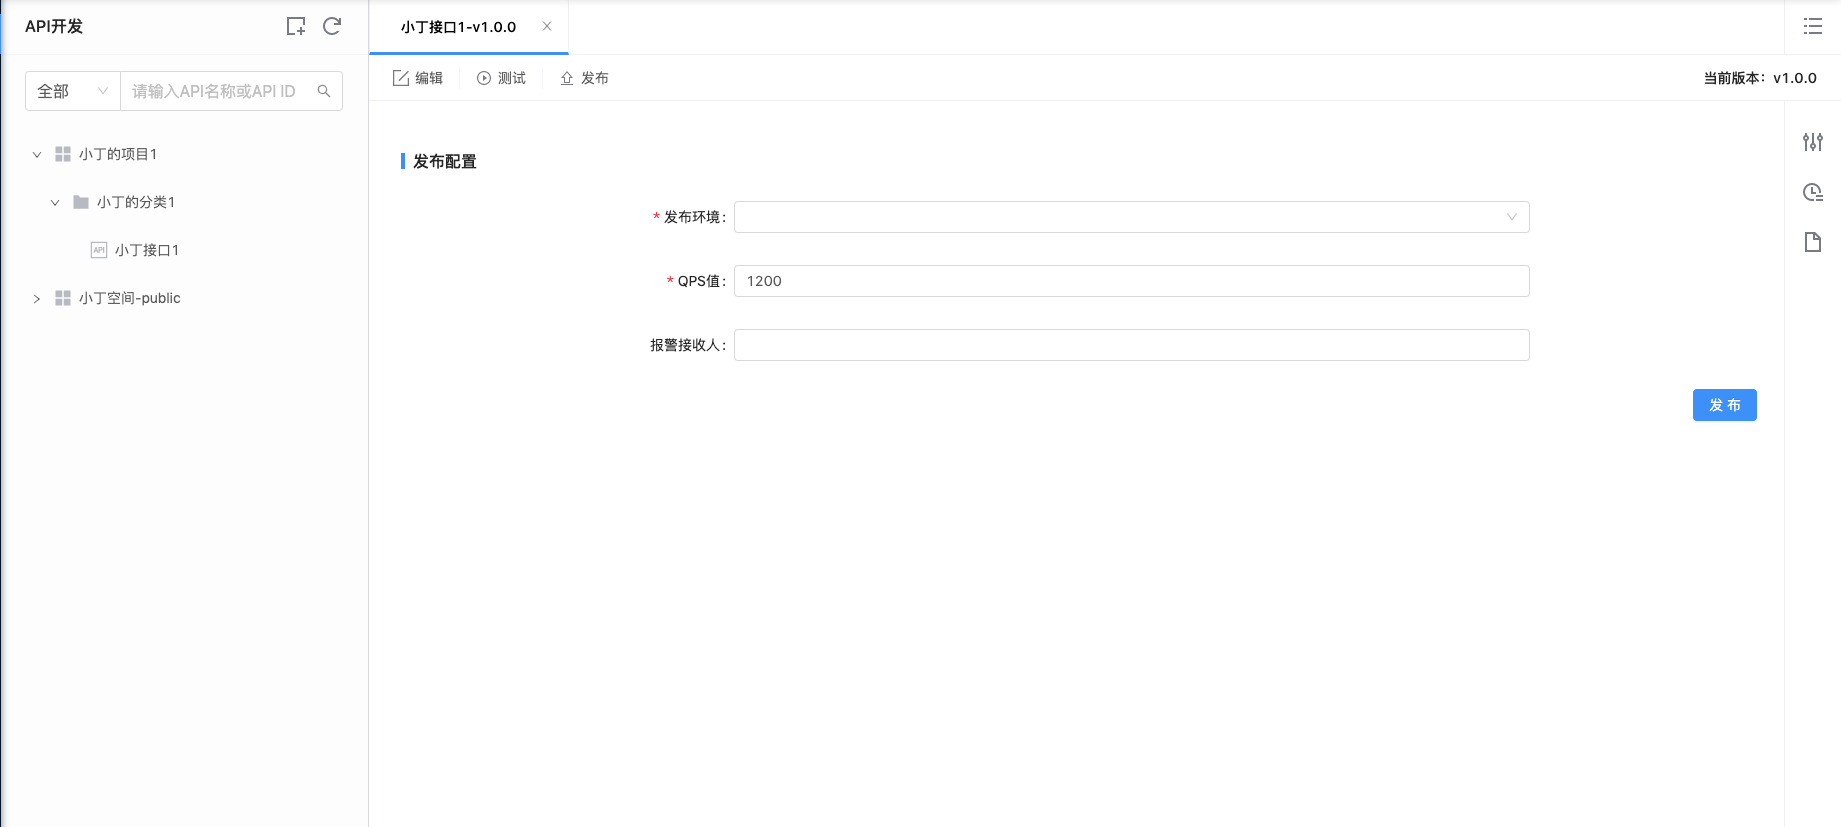 API开发
小丁接口1-v1.0.0
编辑
测试
发布
当前版本：v1.0.0
全部
请输入API名称或API ID
小丁的项目1
小丁的分类1
API
小丁接口1
小丁空间-public
发布配置
* 发布环境：
* QPS值： 1200
报警接收人：
发 布